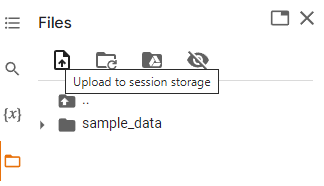 Files
Upload to session storage
..
{x}
sample_data